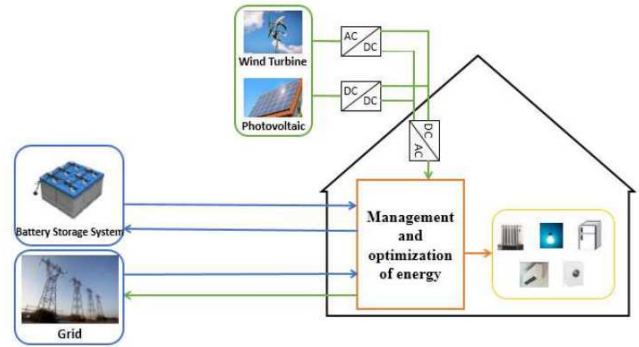 AC
DC
Wind Turbine
DC
DC
Photovoltaic
DC
AC
Battery Storage System
Management
and
optimization
of energy
Grid